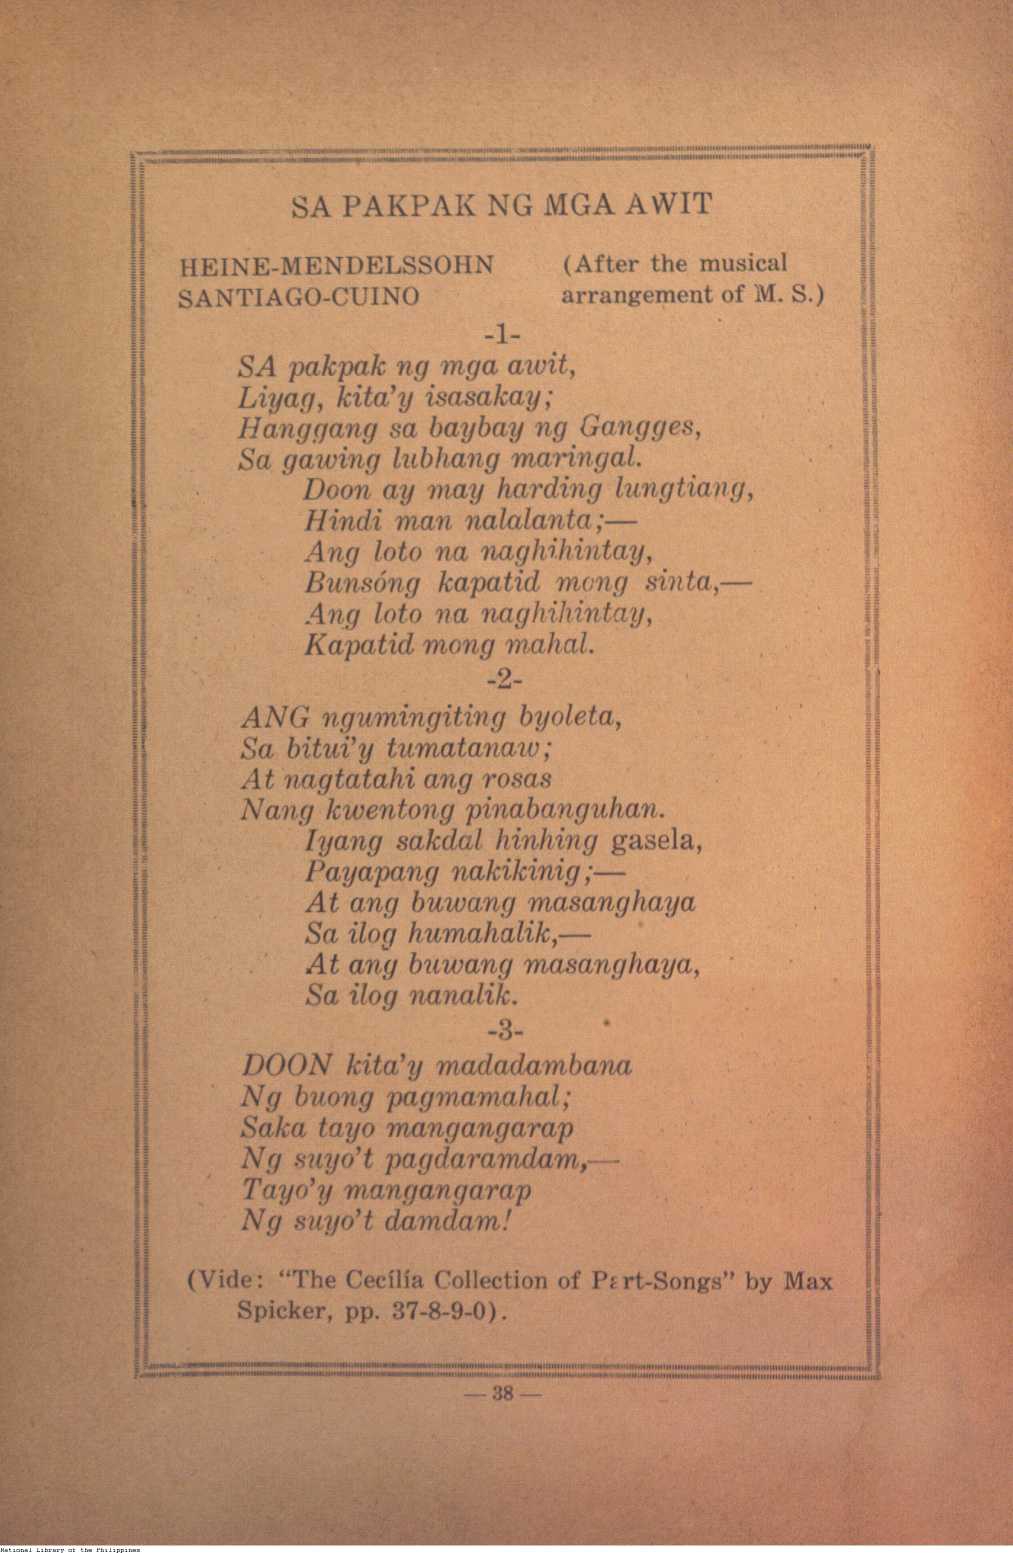 SA PAKPAK NG MGA AWIT
HEINE-MENDELSSOHN (After the musical
SANTIAGO-CUINO arrangement of M. S.)
-1-
SA pakpak ng mga awit,
Liyag, kita'y isasakay;
Hanggang sa baybay ng Gangges,
Sa gawing lubhang maringal.
Doon ay may harding lungtiang,
Hindi man nalalanta;—
Ang loto na naghihintay,
Bunsóng kapatid mong sinta,—
Ang loto na naghihintay,
Kapatid mong mahal.
-2-
ANG ngumingiting byoleta,
Sa bitui'y tumatanaw;
At nagtatahi ang rosas
Nang kwentong pinabanguhan.
Iyang sakdal hinhing gasela,
Payapang nakikinig;—
At ang buwang masanghaya
Sa ilog humahalik,—
At ang buwang masanghaya,
Sa ilog nanalik.
-3-
DOON kita'y madadambana
Ng buong pagmamahal;
Saka tayo mangangarap
Ng suyo't pagdaramdam,—
Tayo'y mangangarap
Ng suyo't damdam!
(Vide: "The Cecílía Collection of Part-Songs" by Max
Spicker, pp. 37-8-9-0).
— 38 —
National Library of the Philippines